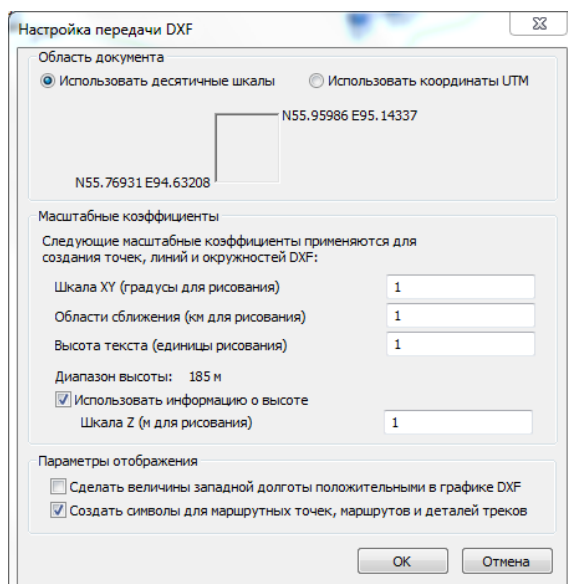 Настройка передачи DXF
Область документа
Использовать десятичные шкалы
Использовать координаты UTM
N55.95986 E95.14337
N55.76931 E94.63208
Масштабные коэффициенты
Следующие масштабные коэффициенты применяются для
создания точек, линий и окружностей DXF:
Шкала XY (градусы для рисования) 1
Области сближения (км для рисования) 1
Высота текста (единицы рисования) 1
Диапазон высоты: 185 м
Использовать информацию о высоте
Шкала Z (м для рисования) 1
Параметры отображения
Сделать величины западной долготы положительными в графике DXF
Создать символы для маршрутных точек, маршрутов и деталей треков
OK Отмена